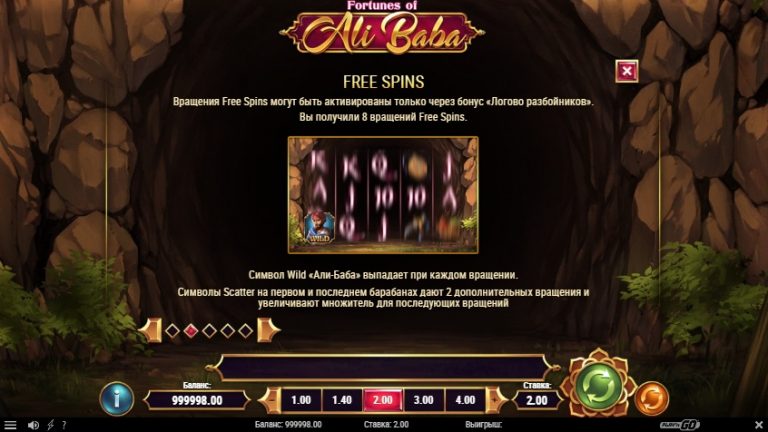 Fortunes of
Ali Baba
FREE SPINS
Вращения Free Spins могут быть активированы только через бонус «Логово разбойников».
Вы получили 8 вращений Free Spins.
K K Q J
A J 10 10 A
Q J
WILD
Символ Wild «Али-Баба» выпадает при каждом вращении.
Символы Scatter на первом и последнем барабанах дают 2 дополнительных вращения и
увеличивают множитель для последующих вращений
Баланс: Ставка:
999998.00 − 1.00 1.40 2.00 3.00 4.00 + 2.00
Баланс: 999998.00 Ставка: 2.00 Выигрыш:
PLAY'n GO